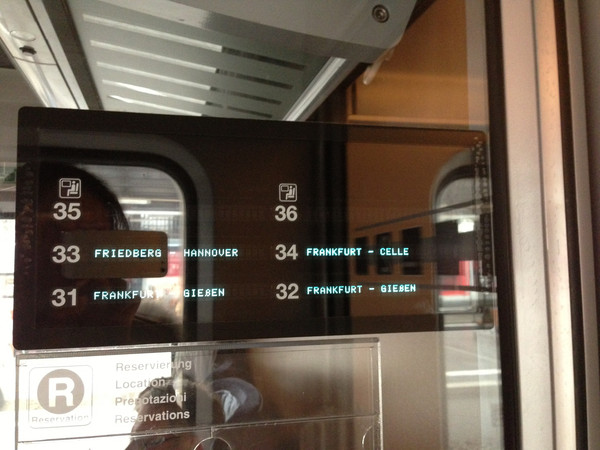 35
36
33 FRIEDBERG - HANNOVER
34 FRANKFURT - CELLE
31 FRANKFURT - GIEßEN
32 FRANKFURT - GIEßEN
R
Reservation
Reservierung
Location
Prenotazioni
Reservations